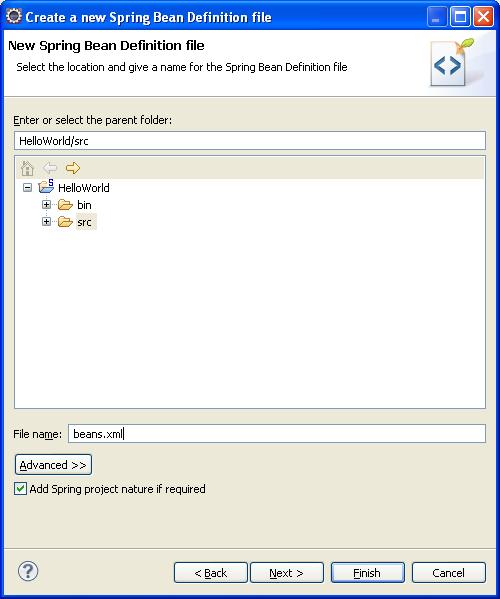 Create a new Spring Bean Definition file
New Spring Bean Definition file
Select the location and give a name for the Spring Bean Definition file
Enter or select the parent folder:
HelloWorld/src
HelloWorld
bin
src
File name: beans.xml
Advanced >>
Add Spring project nature if required
< Back Next > Finish Cancel